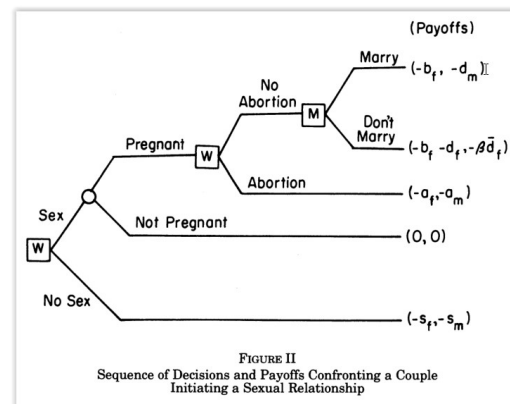 (Payoffs)
Marry
(-b_f, -d_m)
No
Abortion
M
Don't
Marry
(-b_f -d_f, -βd̄_f)
Pregnant
W
Abortion
(-a_f, -a_m)
Sex
Not Pregnant
(0, 0)
W
No Sex
(-s_f, -s_m)
FIGURE II
Sequence of Decisions and Payoffs Confronting a Couple
Initiating a Sexual Relationship